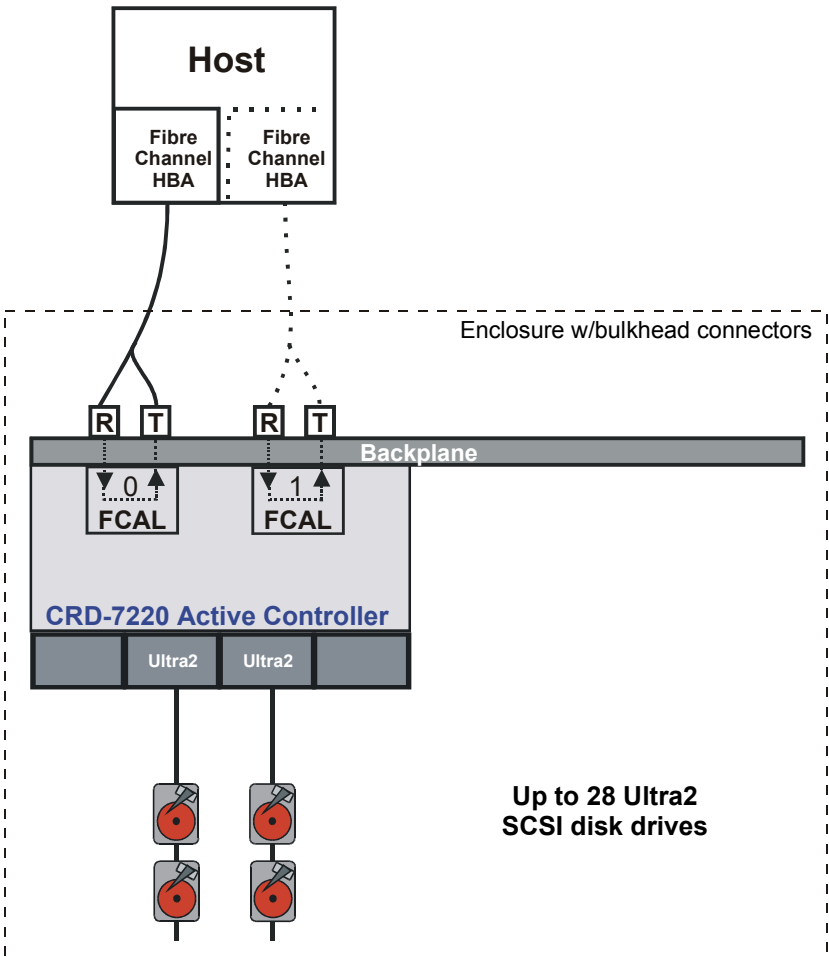 Host
Fibre
Channel
HBA
Fibre
Channel
HBA
Enclosure w/bulkhead connectors
R T R T
Backplane
0 1
FCAL FCAL
CRD-7220 Active Controller
Ultra2 Ultra2
Up to 28 Ultra2
SCSI disk drives